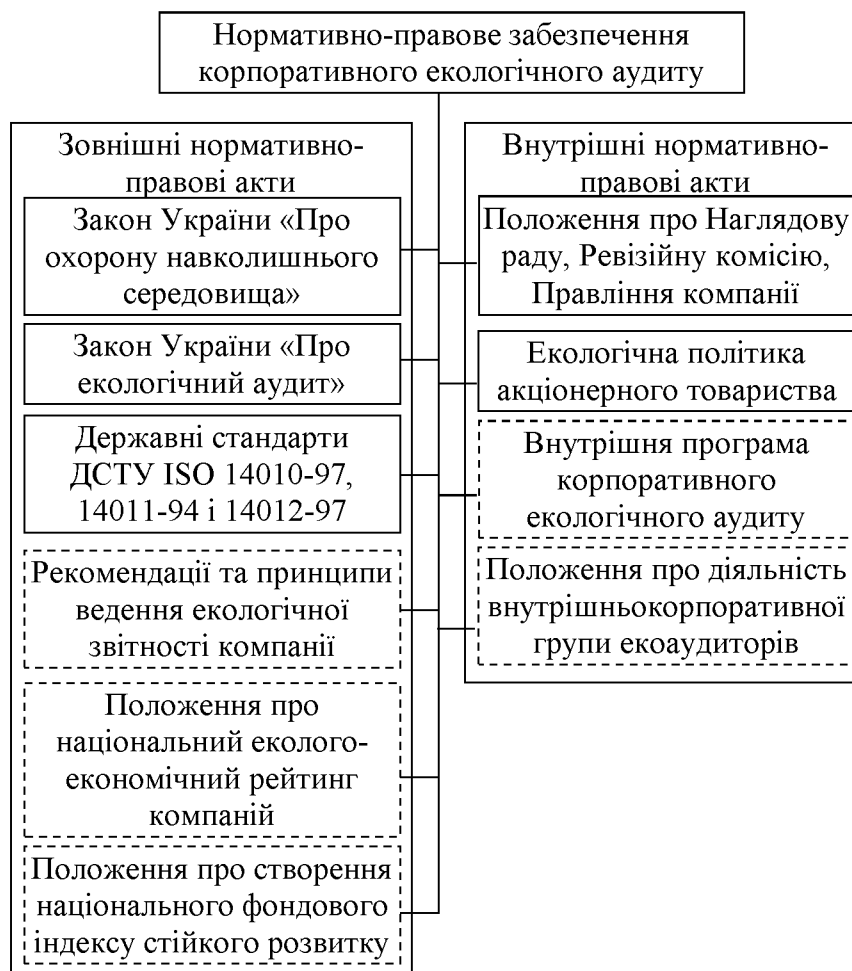 Нормативно-правове забезпечення
корпоративного екологічного аудиту
Зовнішні нормативно-
правові акти
Закон України «Про
охорону навколишнього
середовища»
Закон України «Про
екологічний аудит»
Державні стандарти
ДСТУ ISO 14010-97,
14011-94 і 14012-97
Рекомендації та принципи
ведення екологічної
звітності компанії
Положення про
національний еколого-
економічний рейтинг
компаній
Положення про створення
національного фондового
індексу стійкого розвитку
Внутрішні нормативно-
правові акти
Положення про Наглядову
раду, Ревізійну комісію,
Правління компанії
Екологічна політика
акціонерного товариства
Внутрішня програма
корпоративного
екологічного аудиту
Положення про діяльність
внутрішньокорпоративної
групи екоаудиторів